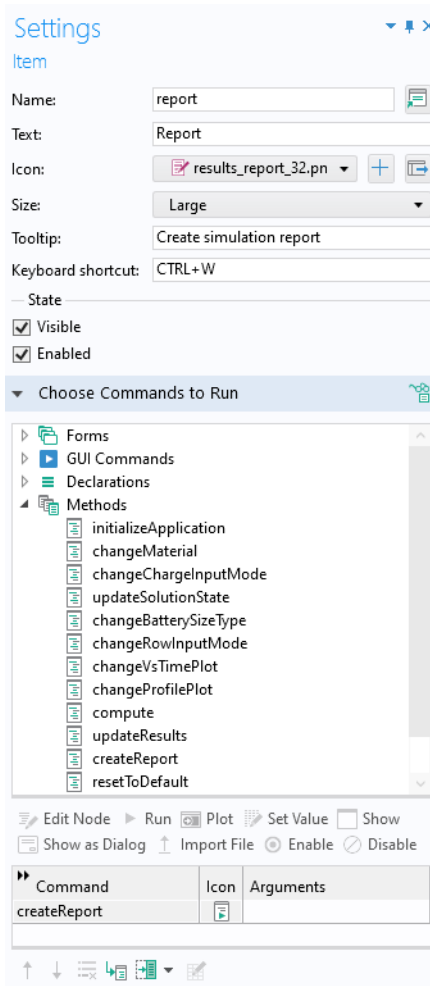 Settings
Item
Name: report
Text: Report
Icon: results_report_32.pn
Size: Large
Tooltip: Create simulation report
Keyboard shortcut: CTRL+W
State
Visible
Enabled
Choose Commands to Run
Forms
GUI Commands
Declarations
Methods
initializeApplication
changeMaterial
changeChargeInputMode
updateSolutionState
changeBatterySizeType
changeRowInputMode
changeVsTimePlot
changeProfilePlot
compute
updateResults
createReport
resetToDefault
Edit Node Run Plot Set Value Show
Show as Dialog Import File Enable Disable
Command Icon Arguments
createReport